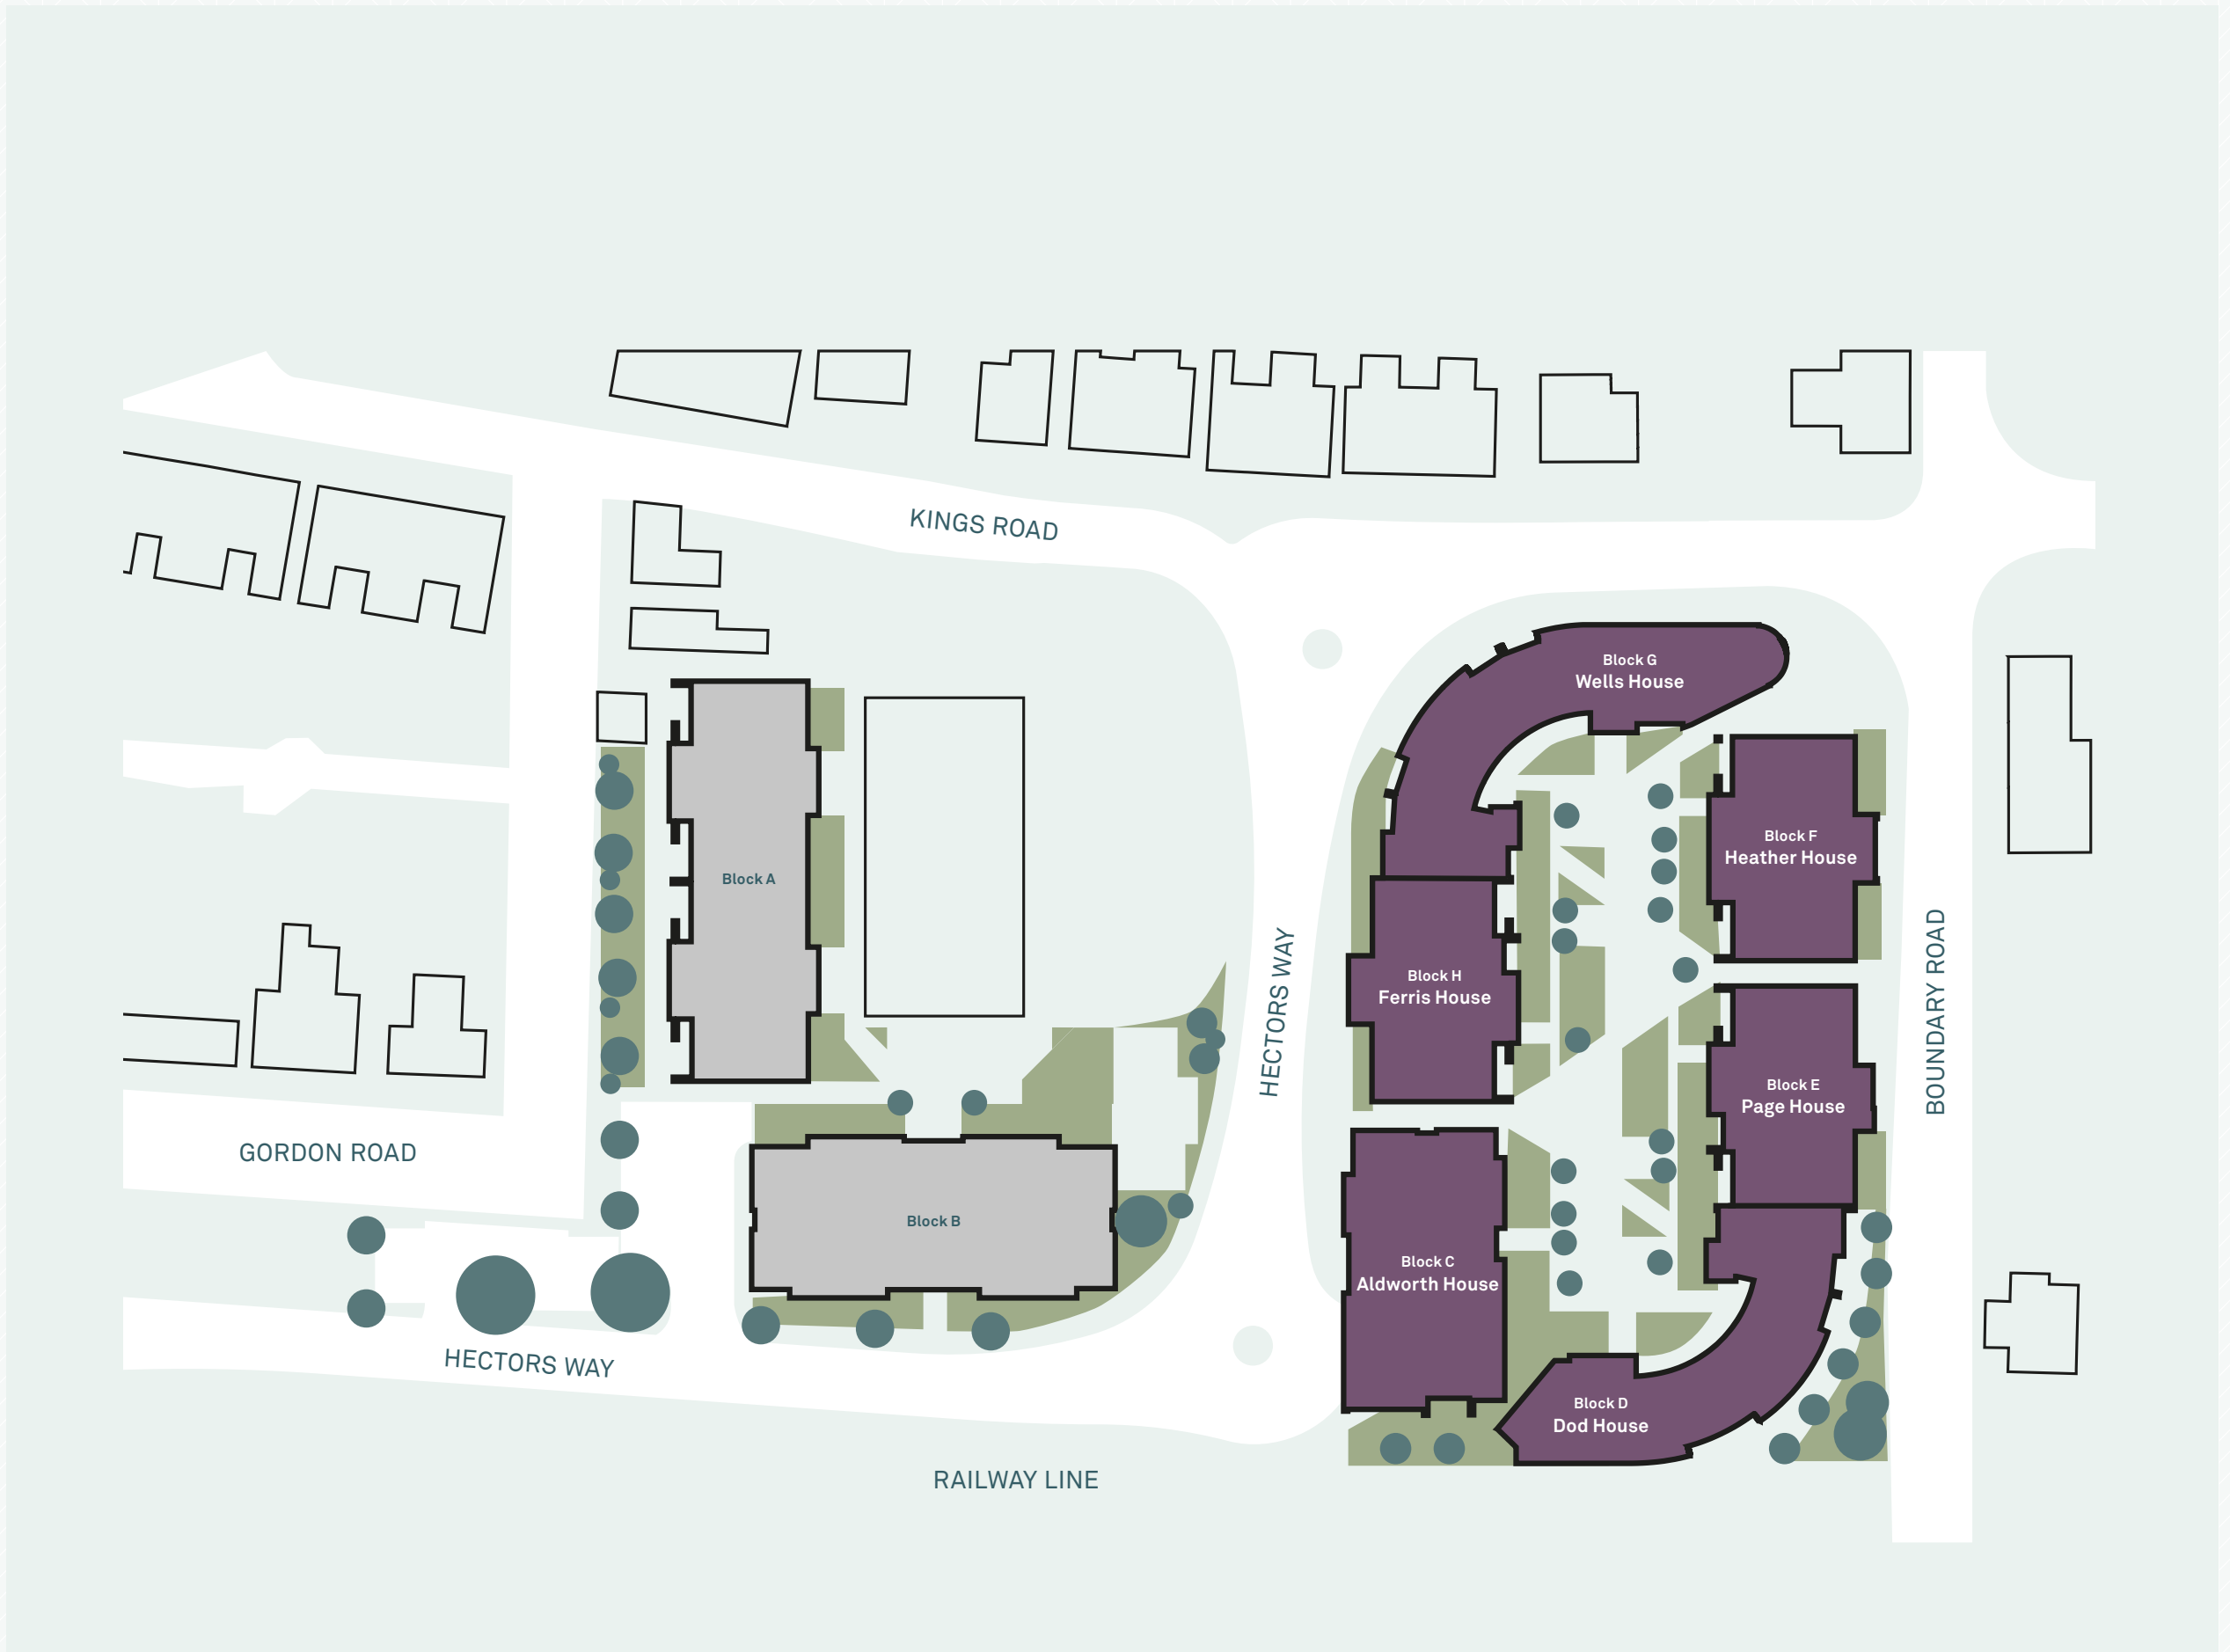 KINGS ROAD
Block G
Wells House
Block F
Heather House
Block A
Block H
Ferris House
HECTORS WAY
BOUNDARY ROAD
Block E
Page House
GORDON ROAD
Block B
Block C
Aldworth House
HECTORS WAY
Block D
Dod House
RAILWAY LINE